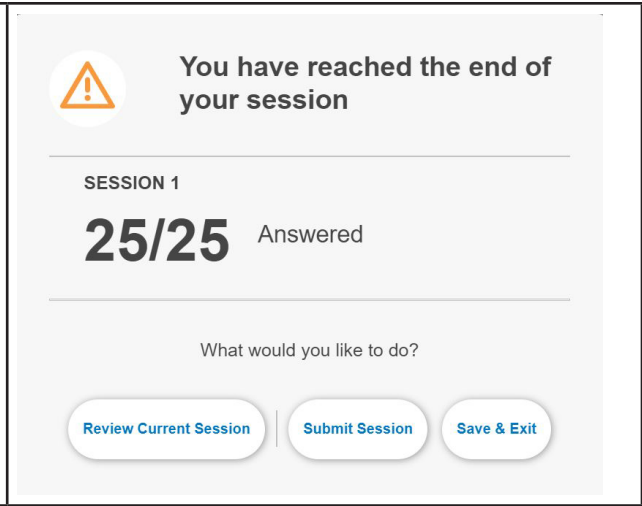 You have reached the end of
your session
SESSION 1
25/25 Answered
What would you like to do?
Review Current Session Submit Session Save & Exit